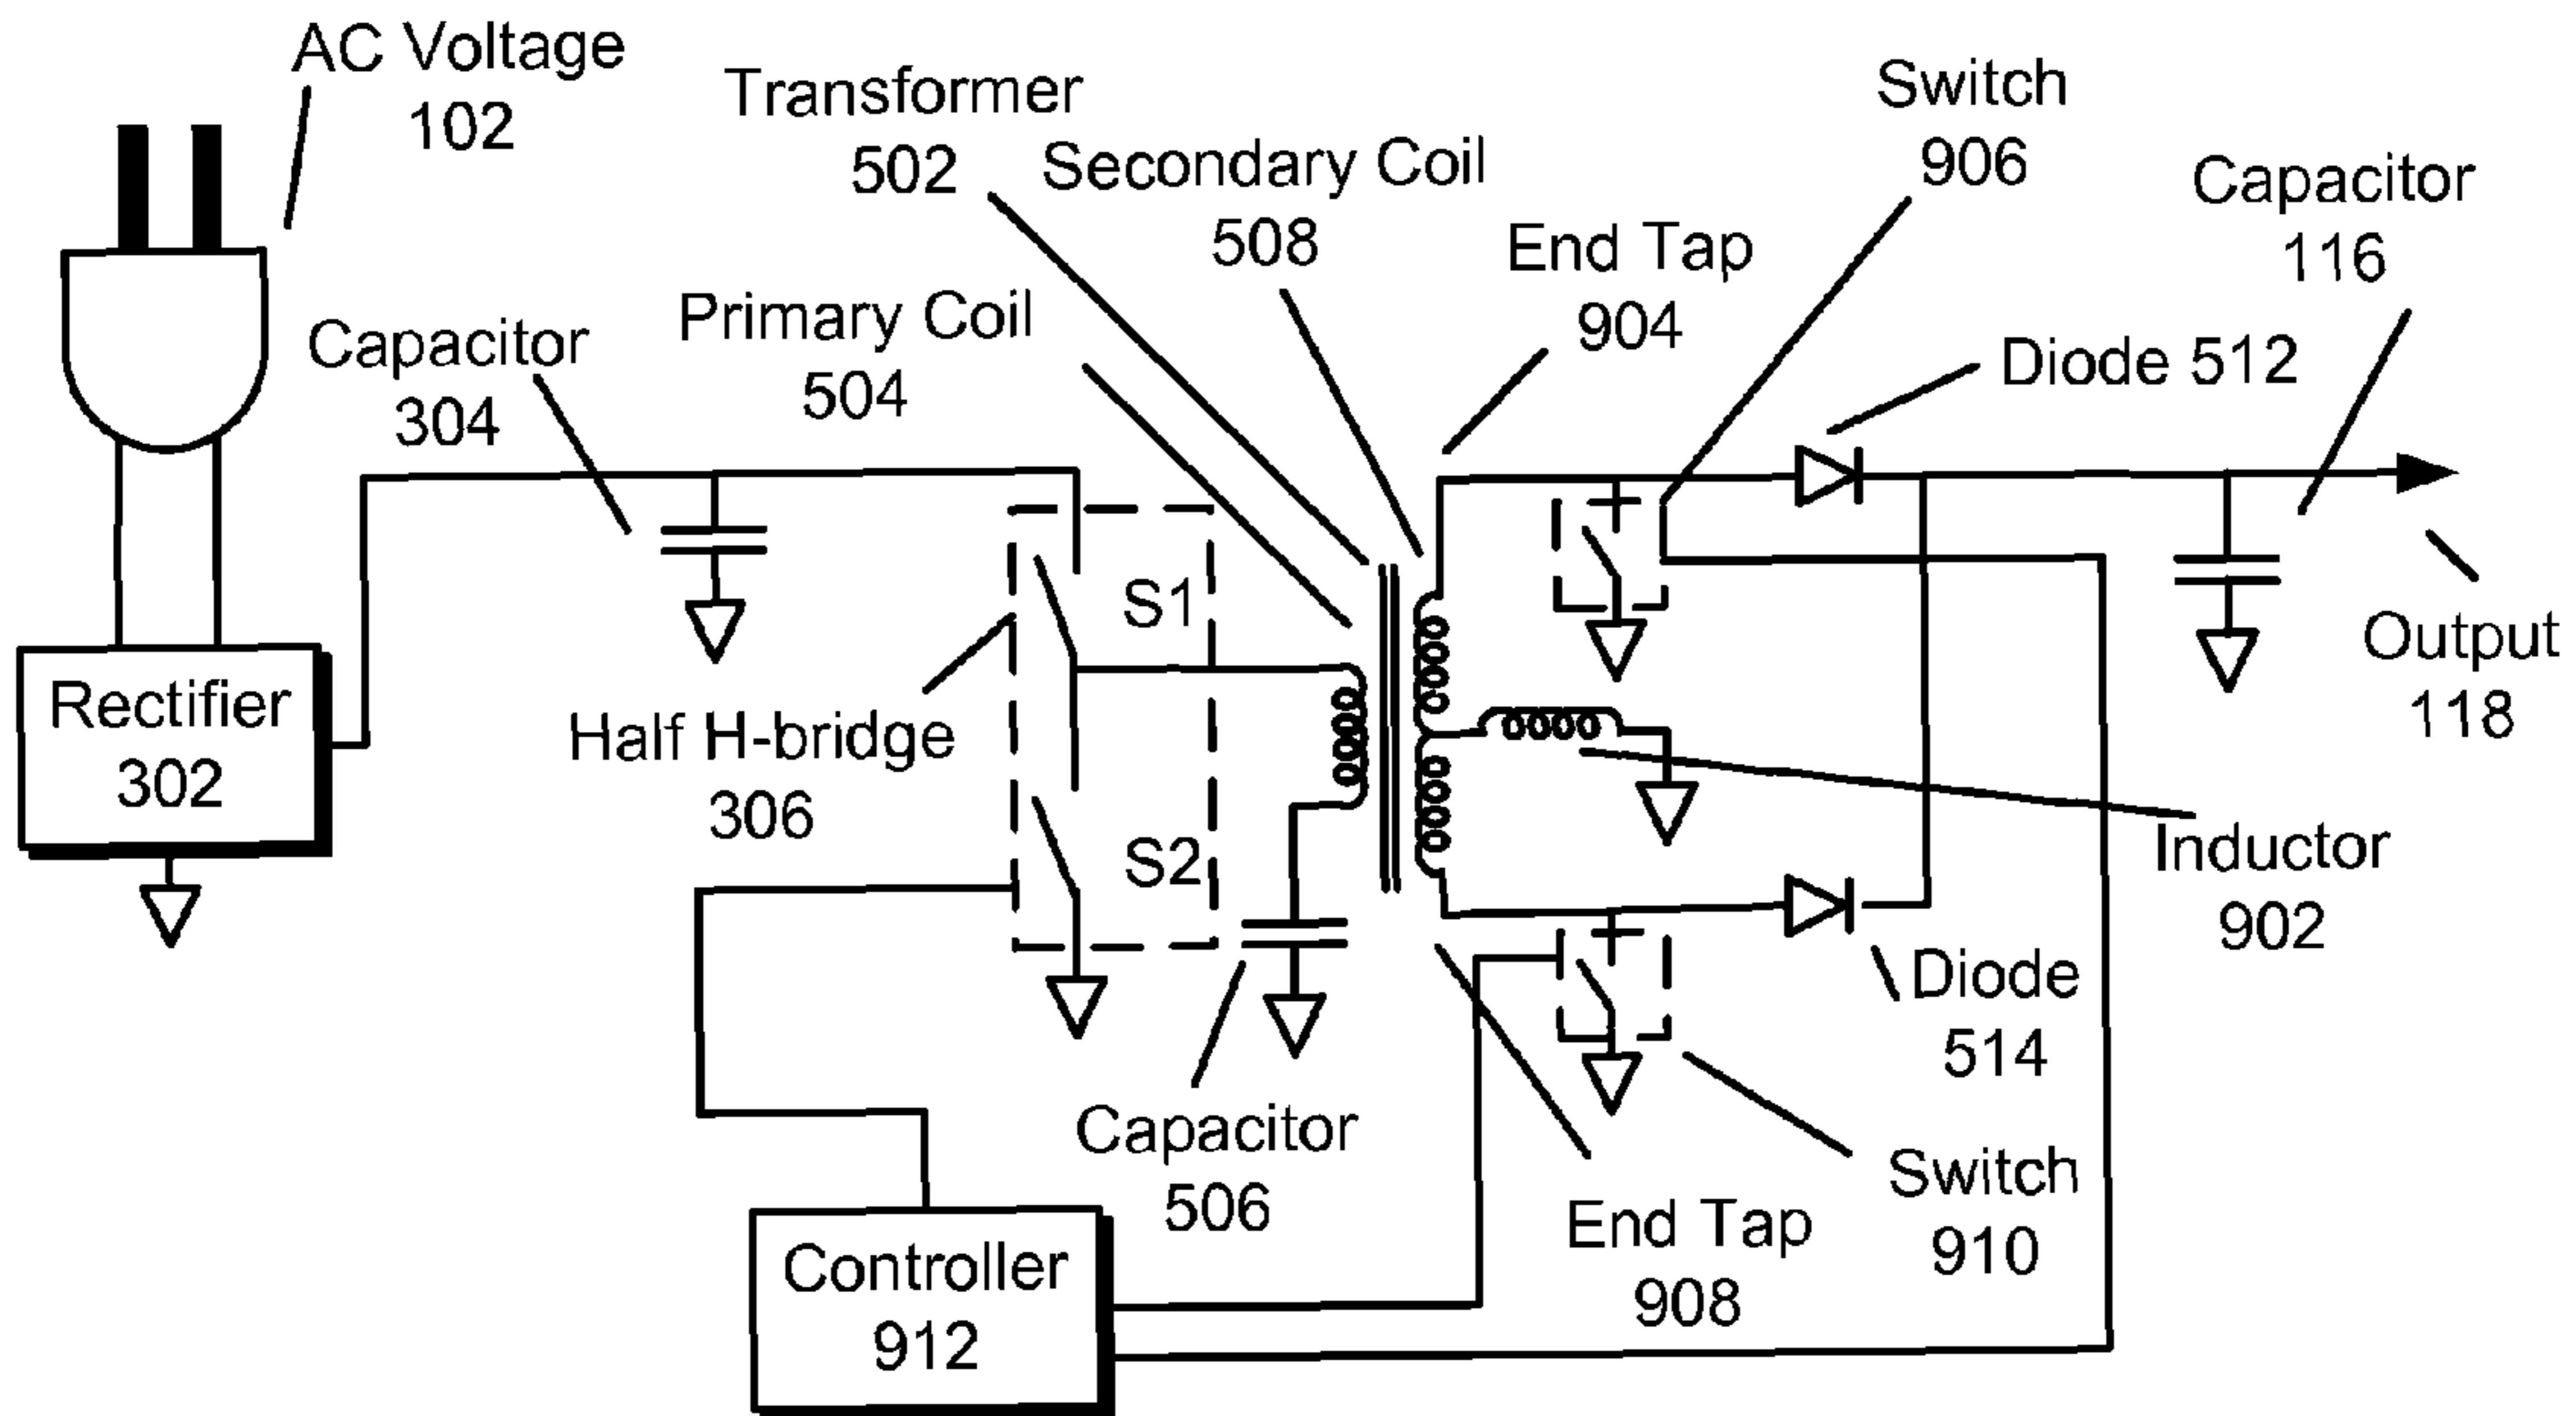 AC Voltage
102
Transformer
502
Secondary Coil
508
Switch
906
Capacitor
116
End Tap
904
Primary Coil
504
Capacitor
304
Diode 512
S1
Output
118
Rectifier
302
Half H-bridge
306
S2
Inductor
902
Diode
514
Capacitor
506
Switch
910
End Tap
908
Controller
912